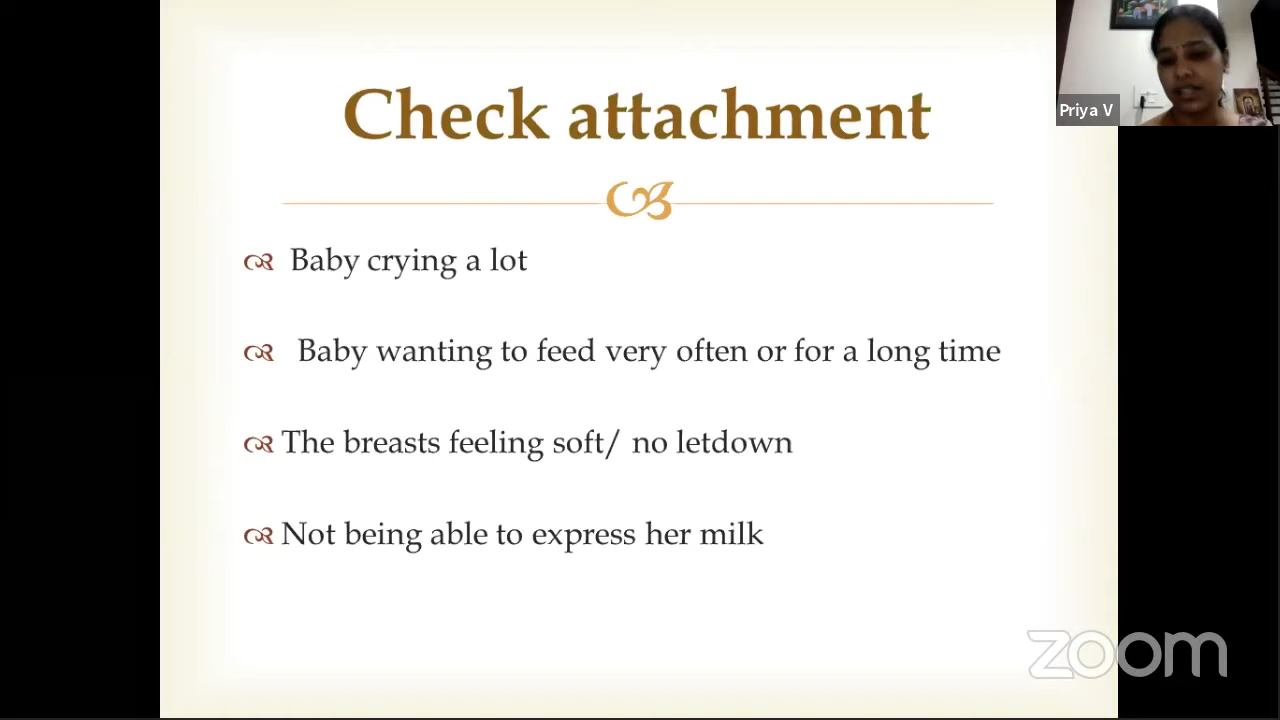 Check attachment
Priya V
Baby crying a lot
Baby wanting to feed very often or for a long time
The breasts feeling soft/ no letdown
Not being able to express her milk
zoom